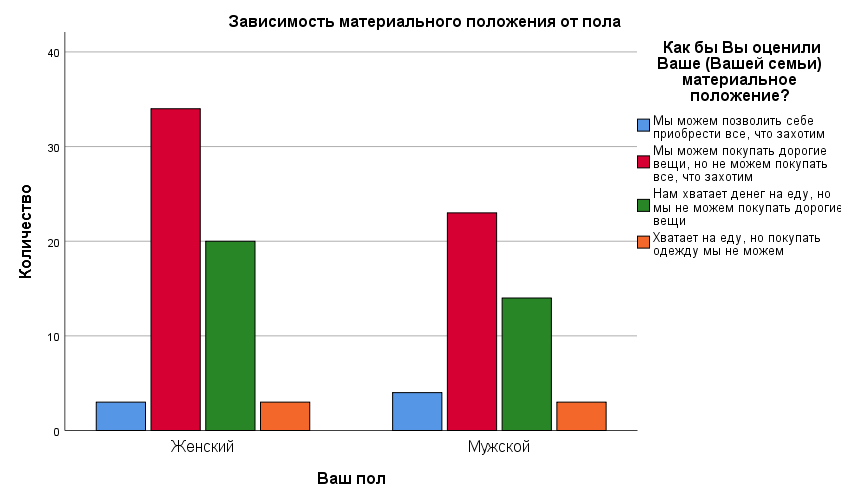 Зависимость материального положения от пола
Количество
40
30
20
10
0
Женский
Мужской
Ваш пол
Как бы Вы оценили
Ваше (Вашей семьи)
материальное
положение?
Мы можем позволить себе
приобрести все, что захотим
Мы можем покупать дорогие
вещи, но не можем покупать
все, что захотим
Нам хватает денег на еду, но
мы не можем покупать дорогие
вещи
Хватает на еду, но покупать
одежду мы не можем